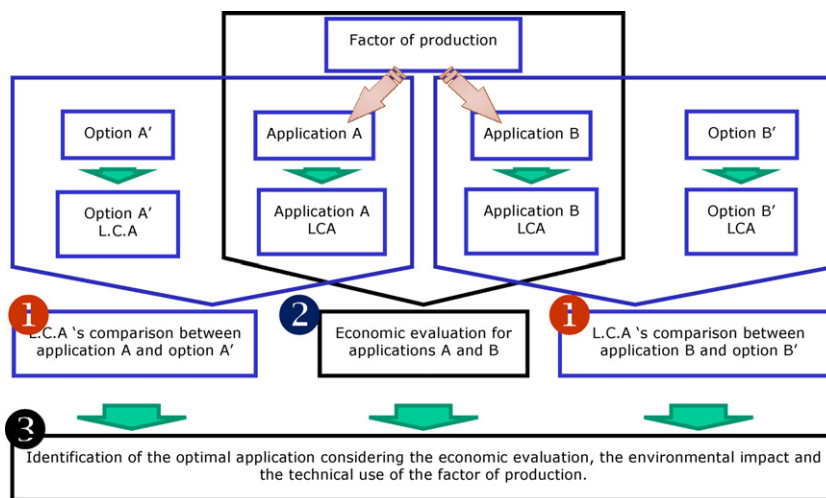 Factor of production
Option A’
Application A
Application B
Option B’
Option A’
L.C.A
Application A
LCA
Application B
LCA
Option B’
LCA
1
L.C.A ‘s comparison between
application A and option A’
2
Economic evaluation for
applications A and B
1
L.C.A ‘s comparison between
application B and option B’
3
Identification of the optimal application considering the economic evaluation, the environmental impact and
the technical use of the factor of production.